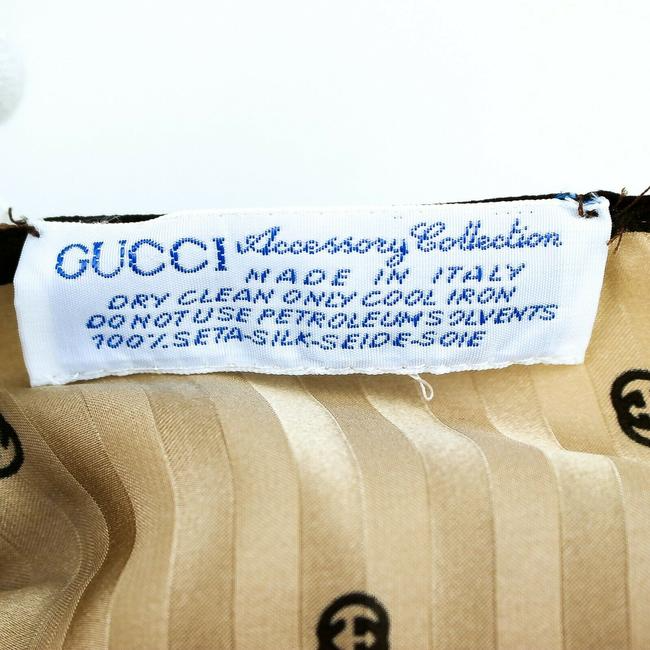 GUCCI Accessory Collection
MADE IN ITALY
DRY CLEAN ONLY COOL IRON
DO NOT USE PETROLEUM SOLVENTS
100% SETA-SILK-SEIDE-SOIE